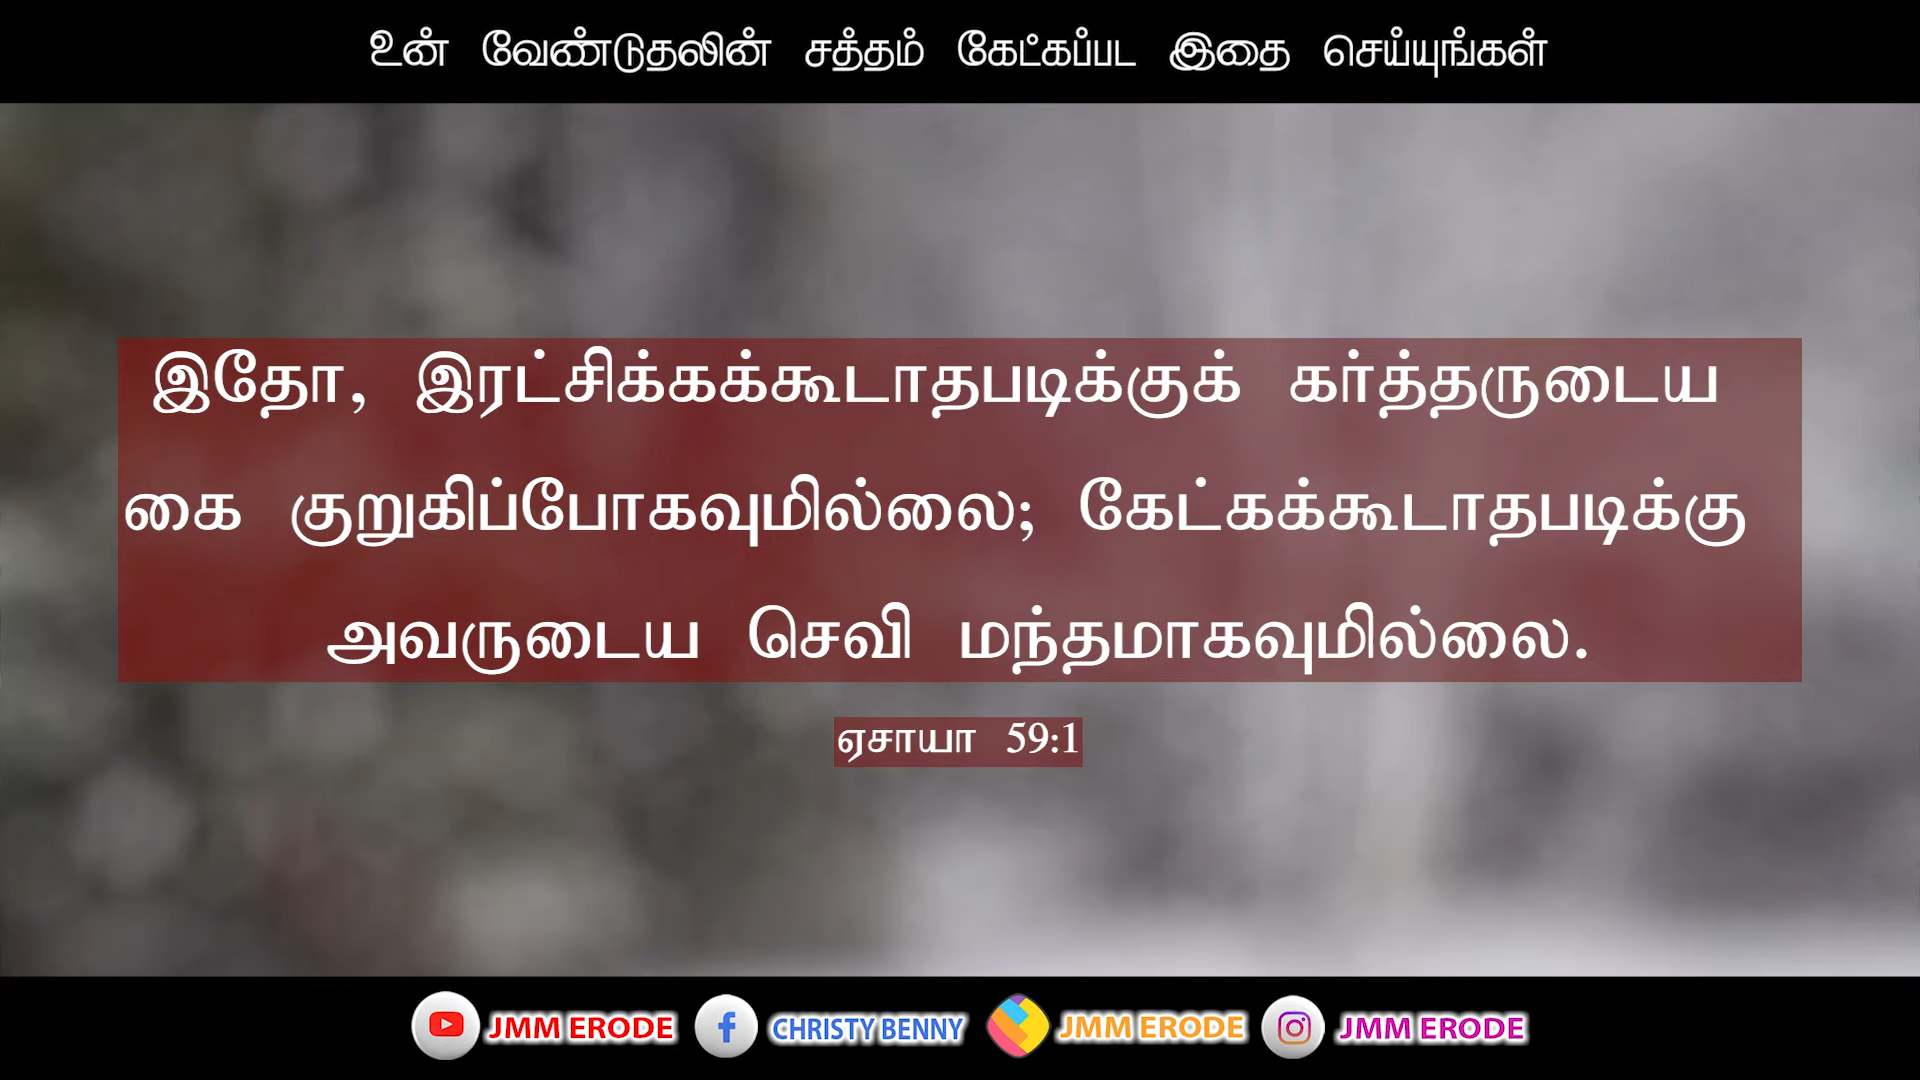 உன் வேண்டுதலின் சத்தம் கேட்கப்பட இதை செய்யுங்கள்
இதோ, இரட்சிக்கக்கூடாதபடிக்குக் கர்த்தருடைய
கை குறுகிப்போகவுமில்லை; கேட்கக்கூடாதபடிக்கு
அவருடைய செவி மந்தமாகவுமில்லை.
ஏசாயா 59:1
JMM ERODE CHRISTY BENNY JMM ERODE JMM ERODE